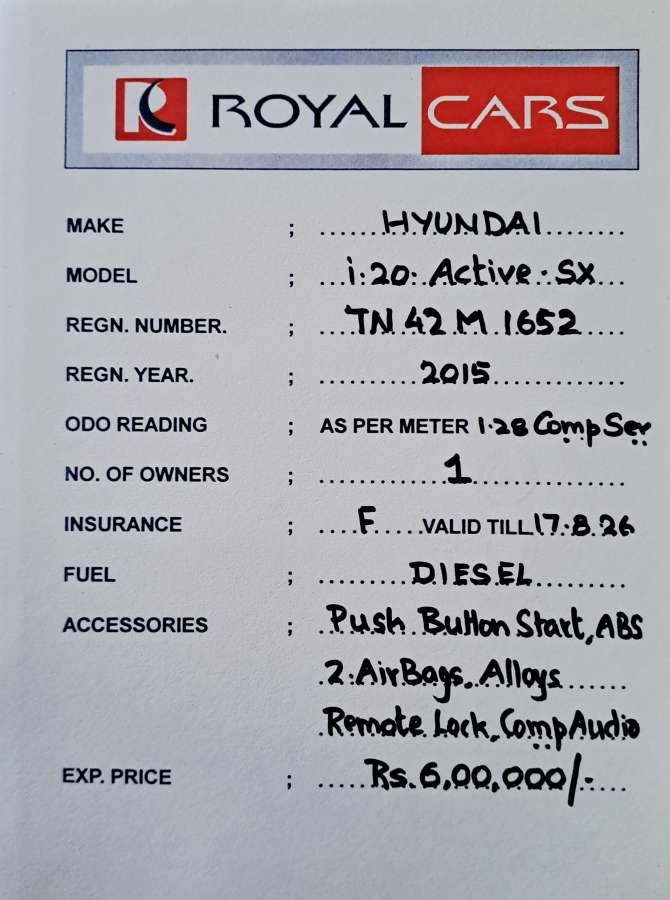 R ROYAL CARS
MAKE ; HYUNDAI
MODEL ; i.20. Active. SX
REGN. NUMBER. ; TN 42 M 1652
REGN. YEAR. ; 2015
ODO READING ; AS PER METER 1.28 Comp Ser
NO. OF OWNERS ; 1
INSURANCE ; F VALID TILL 17.8.26
FUEL ; DIESEL
ACCESSORIES ; Push Button Start, ABS
2 AirBags. Alloys
Remote Lock, Comp Audio
EXP. PRICE ; Rs. 6,00,000/-